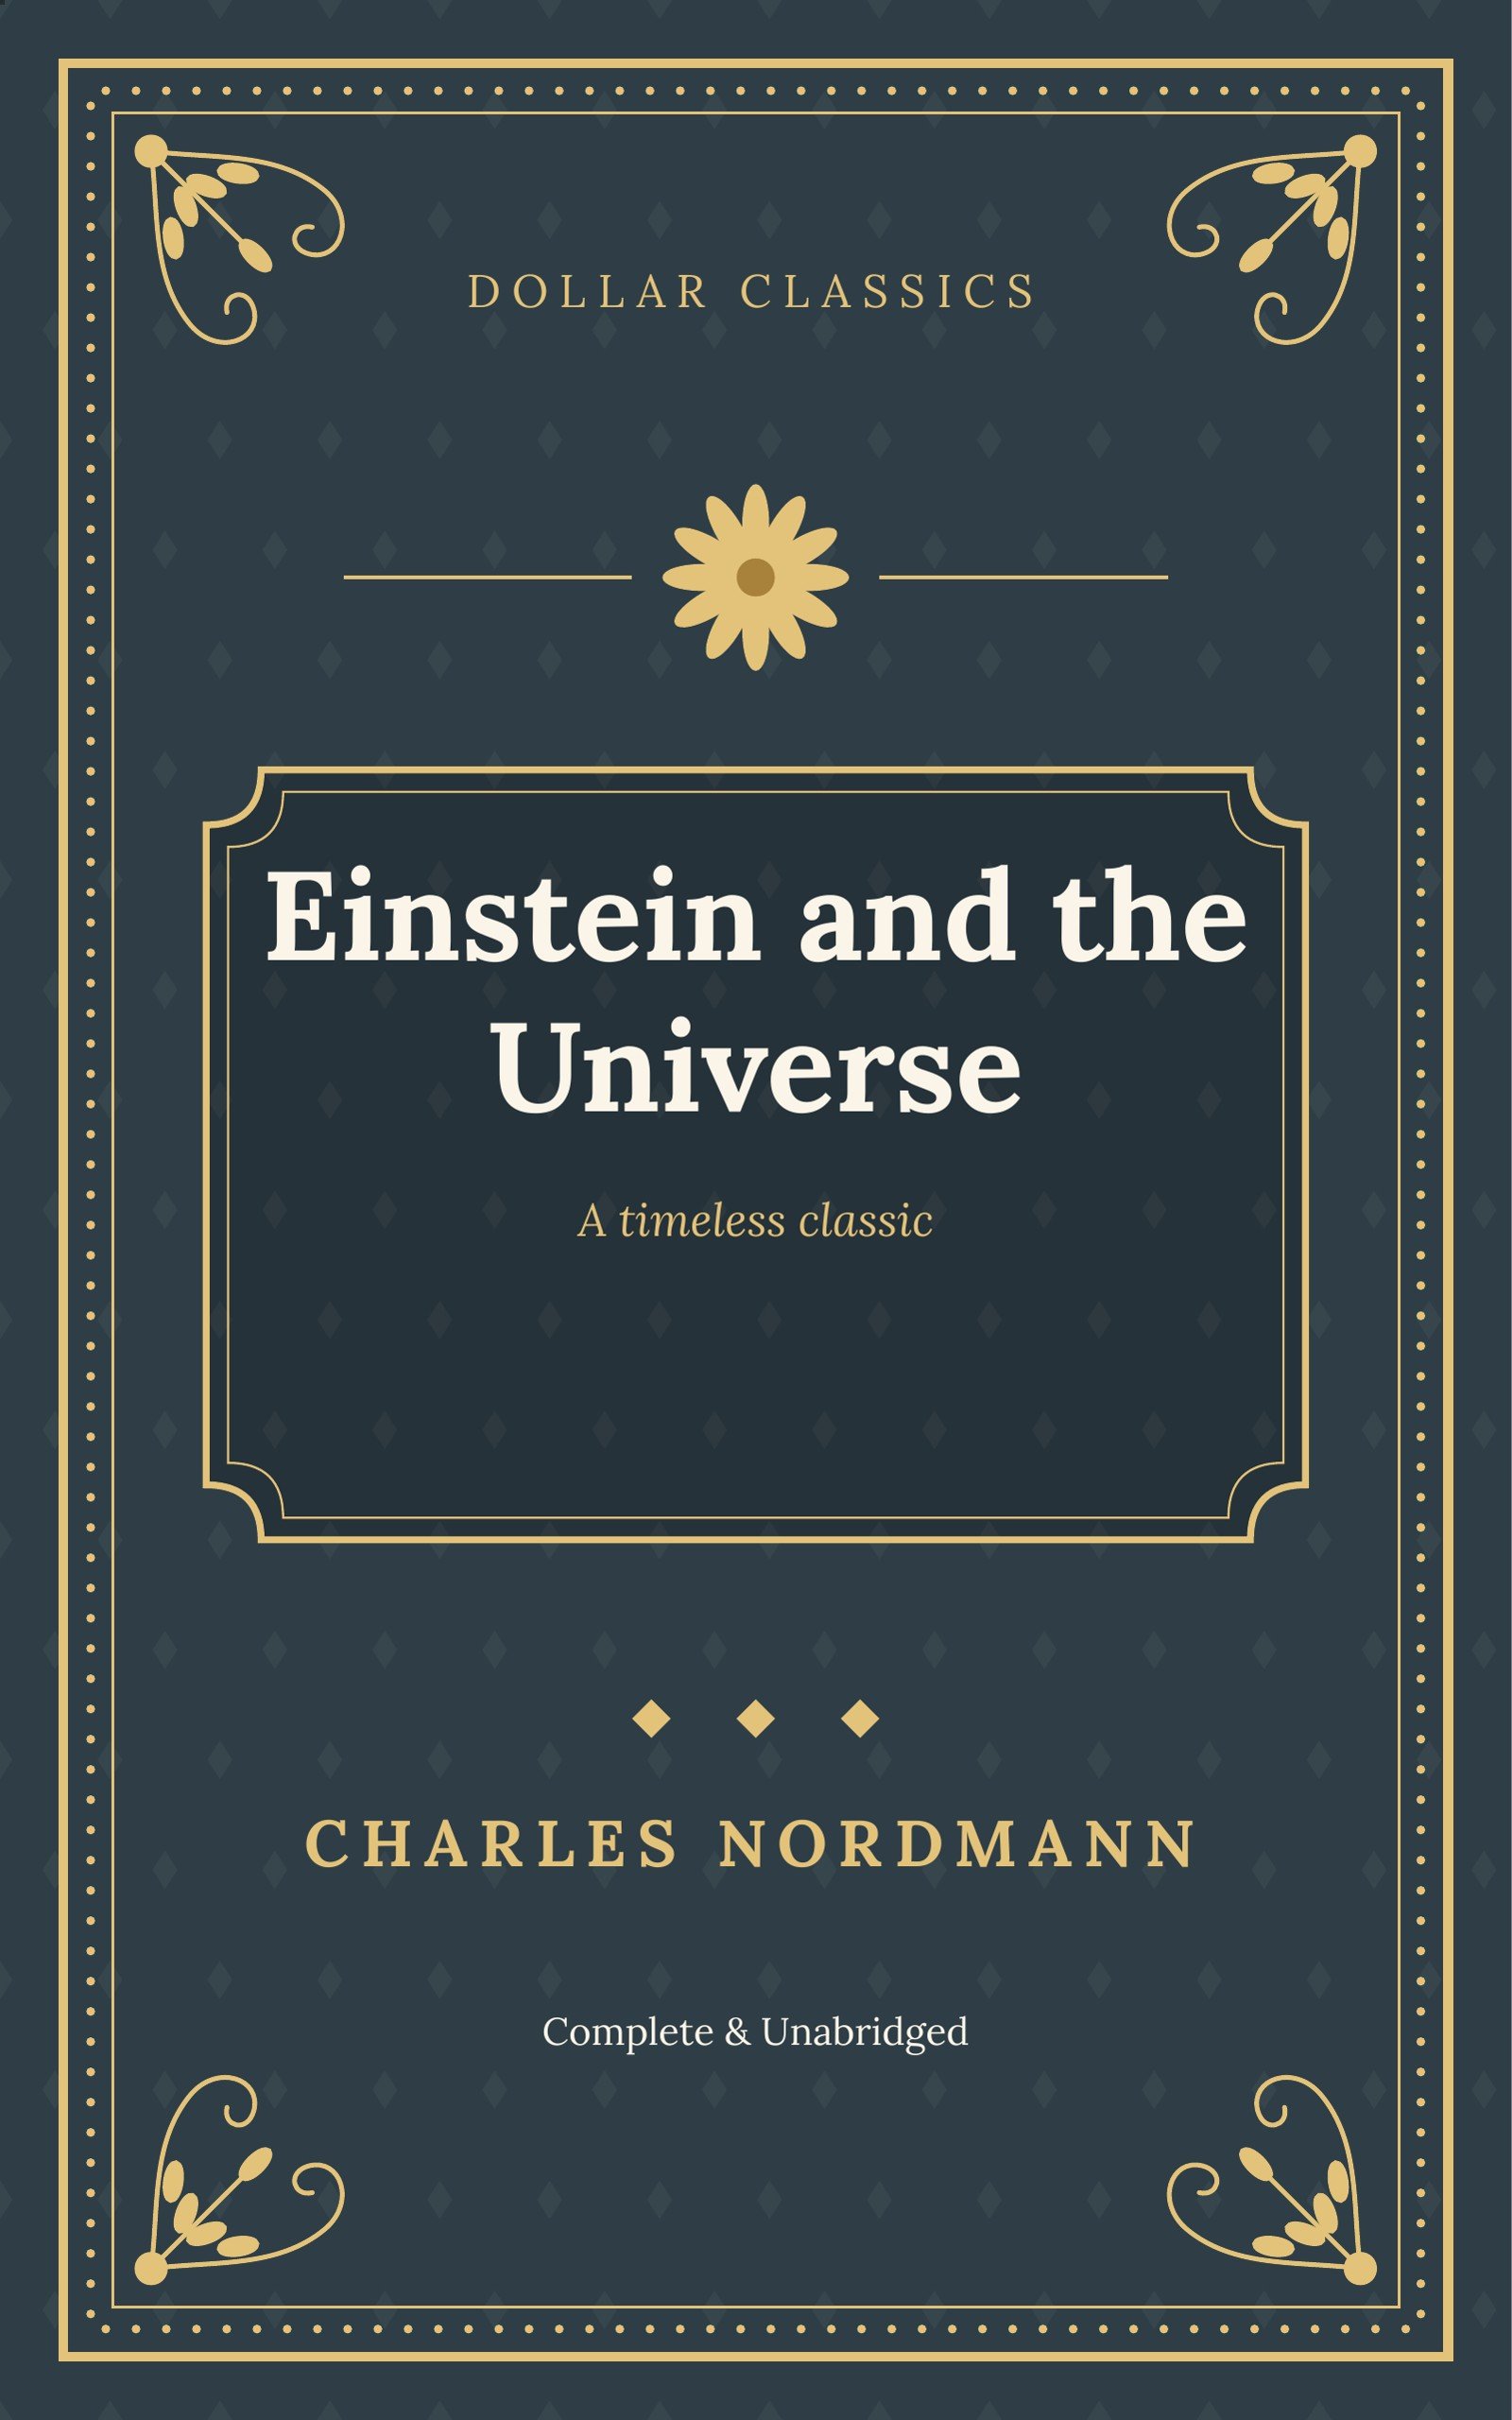 DOLLAR CLASSICS
Einstein and the
Universe
A timeless classic
CHARLES NORDMANN
Complete & Unabridged